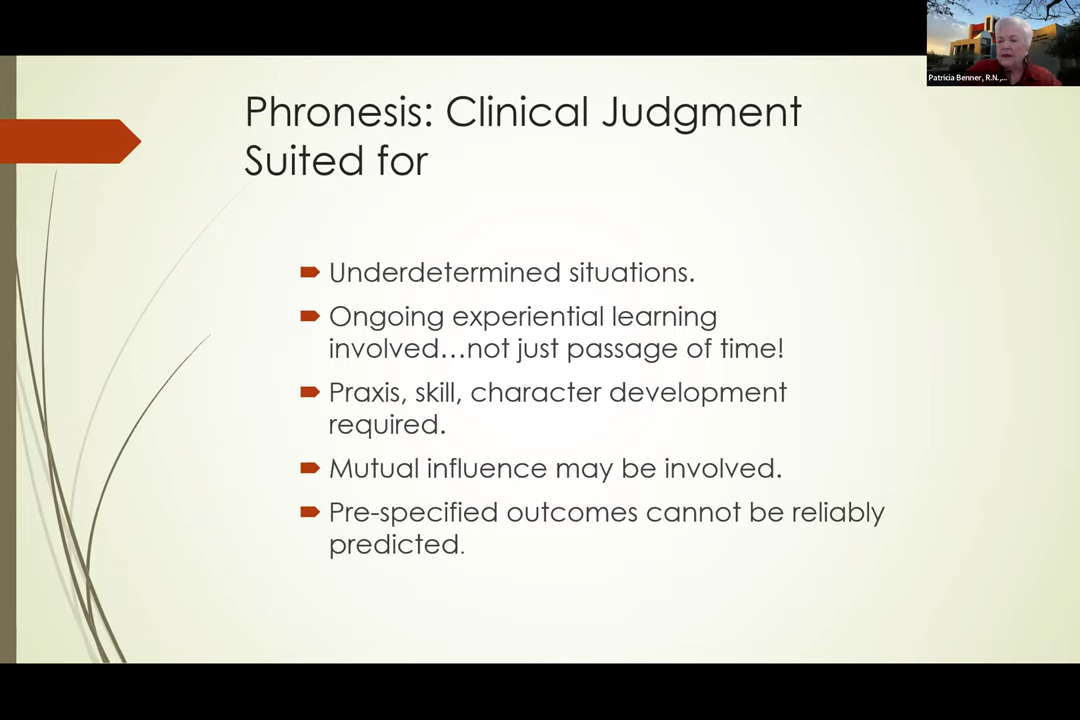 Patricia Benner, R.N.,...
Phronesis: Clinical Judgment
Suited for
Underdetermined situations.
Ongoing experiential learning
involved...not just passage of time!
Praxis, skill, character development
required.
Mutual influence may be involved.
Pre-specified outcomes cannot be reliably
predicted.